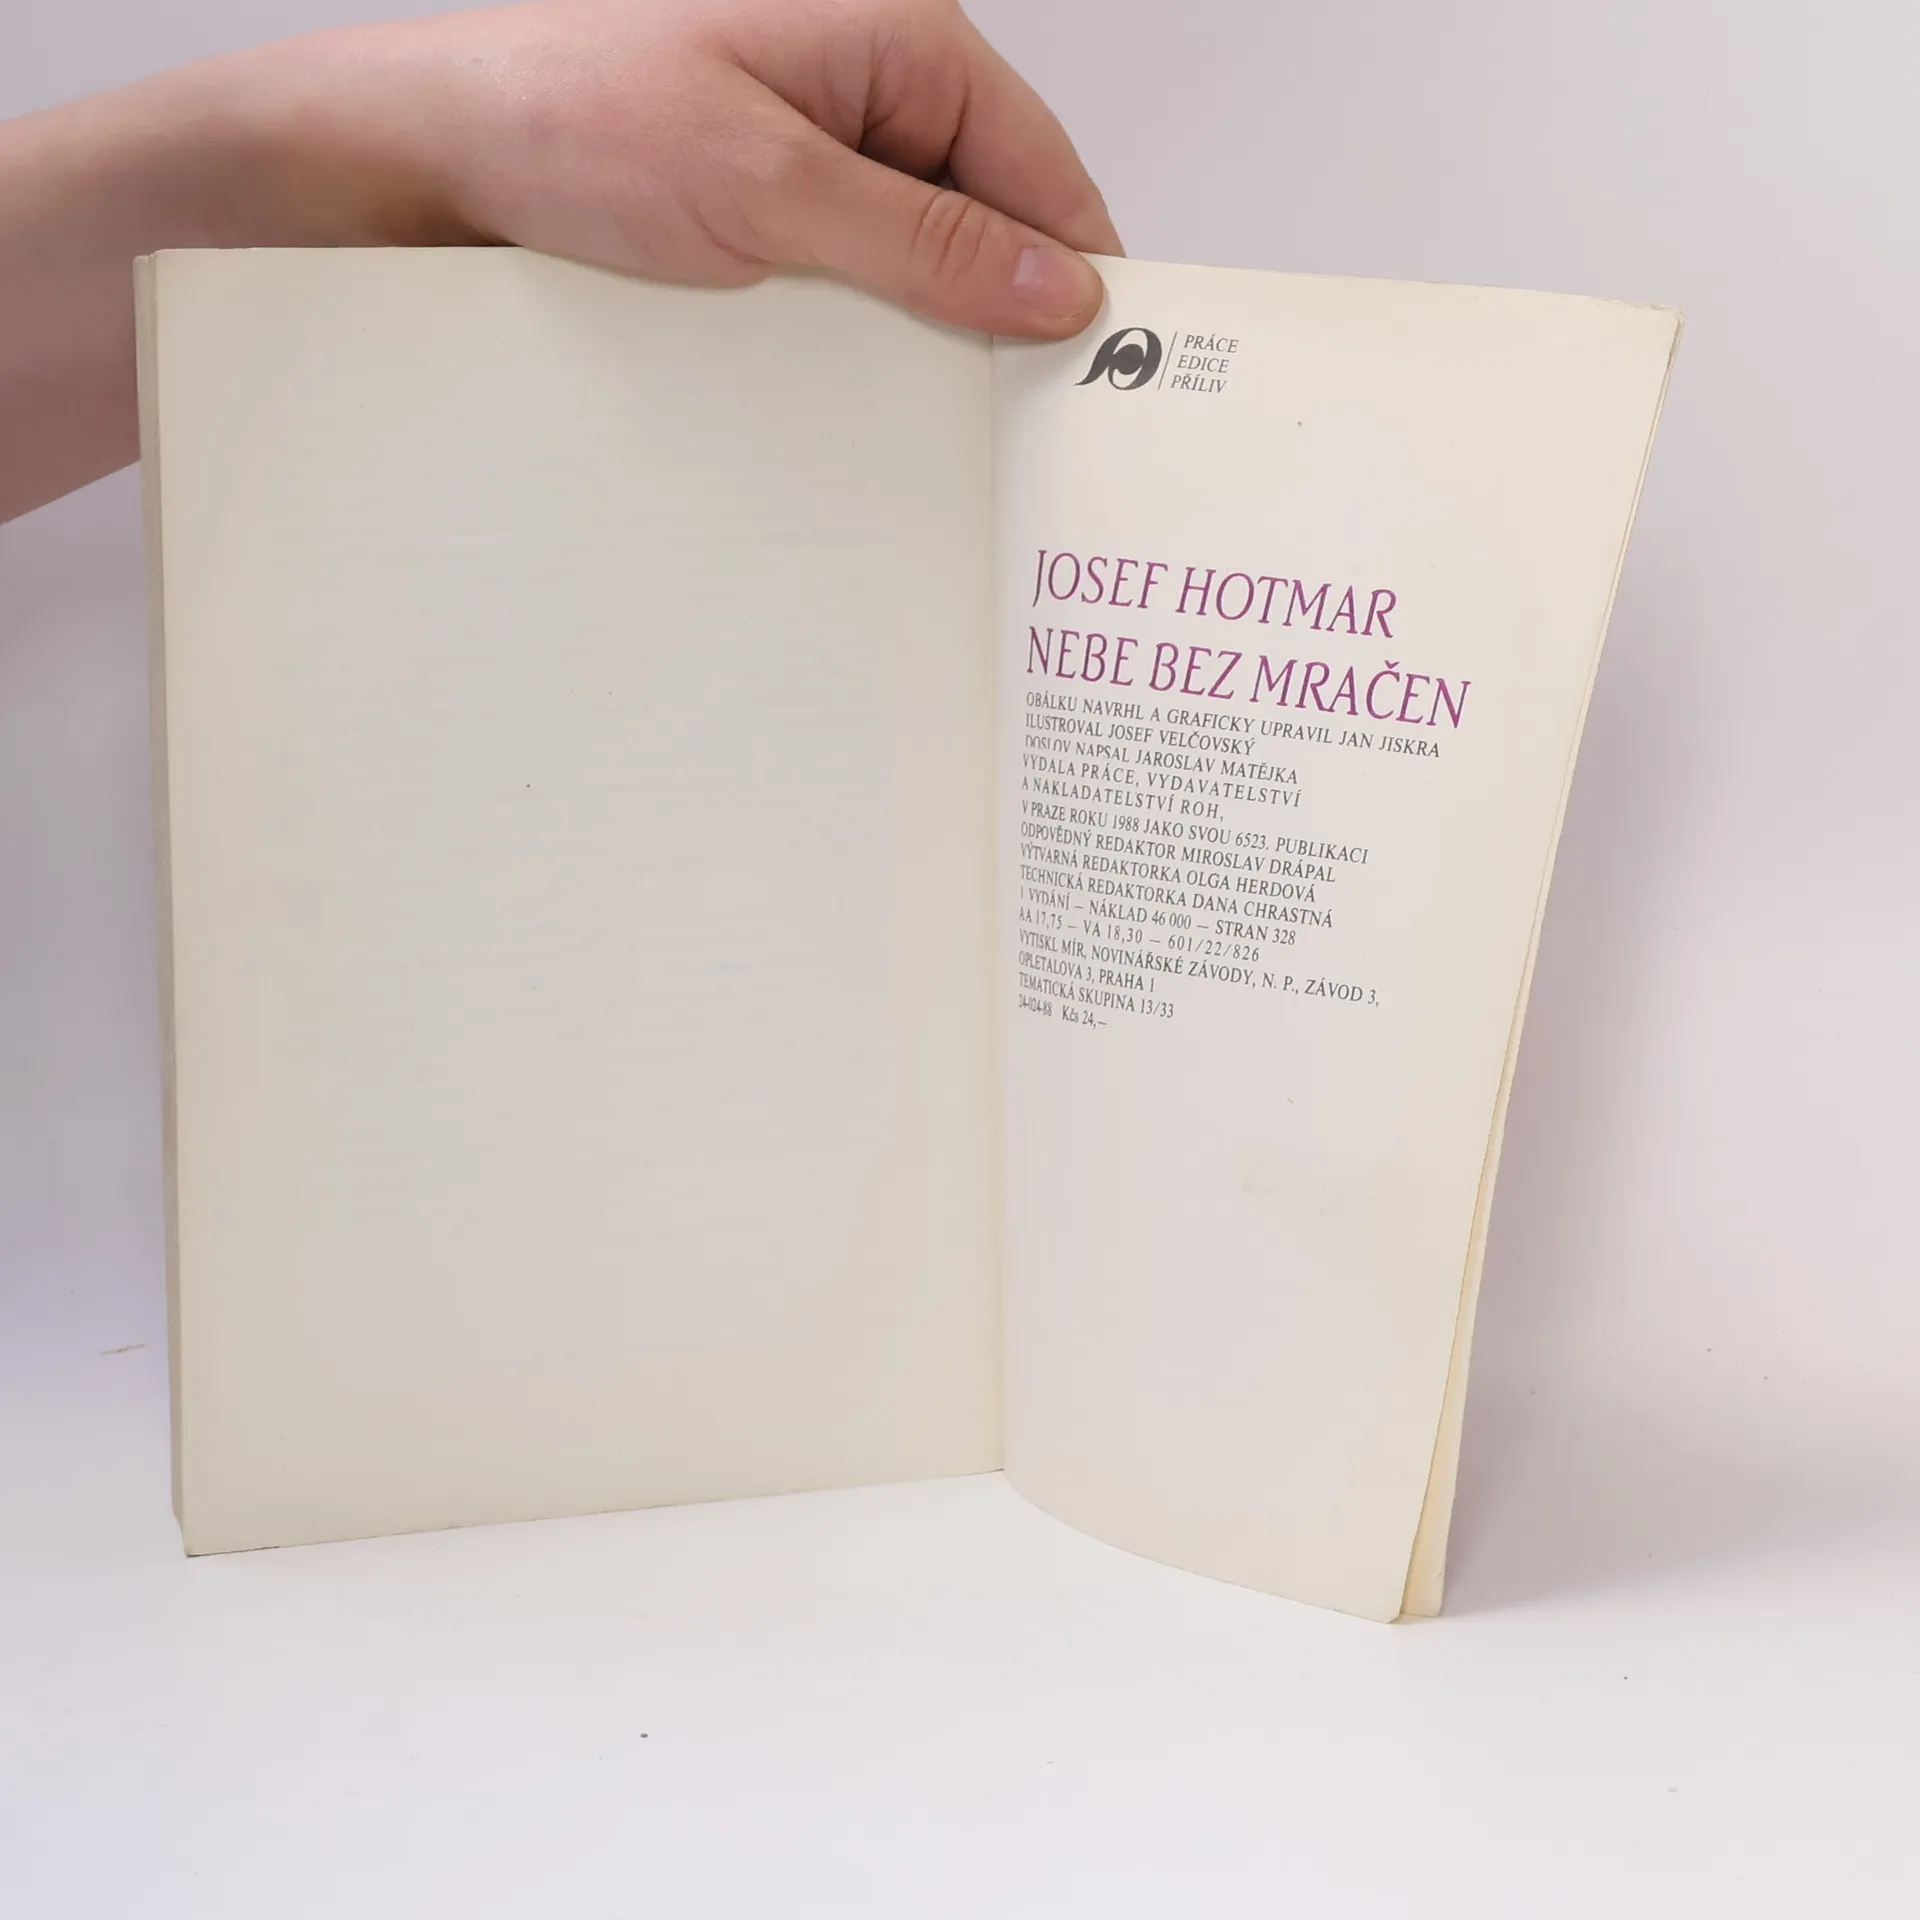 PRÁCE
EDICE
PŘÍLIV
JOSEF HOTMAR
NEBE BEZ MRAČEN
OBÁLKU NAVRHL A GRAFICKY UPRAVIL JAN JISKRA
ILUSTROVAL JOSEF VELČOVSKÝ
DOSLOV NAPSAL JAROSLAV MATĚJKA
VYDALA PRÁCE, VYDAVATELSTVÍ
A NAKLADATELSTVÍ ROH,
V PRAZE ROKU 1988 JAKO SVOU 6523. PUBLIKACI
ODPOVĚDNÝ REDAKTOR MIROSLAV DRÁPAL
VÝTVARNÁ REDAKTORKA OLGA HERDOVÁ
TECHNICKÁ REDAKTORKA DANA CHRASTNÁ
1 VYDÁNÍ – NÁKLAD 46 000 – STRAN 328
AA 17,75 – VA 18,30 – 601/22/826
VYTISKL MÍR, NOVINÁŘSKÉ ZÁVODY, N. P., ZÁVOD 3,
OPLETALOVA 3, PRAHA 1
TEMATICKÁ SKUPINA 13/33
24-024-88 Kčs 24,–